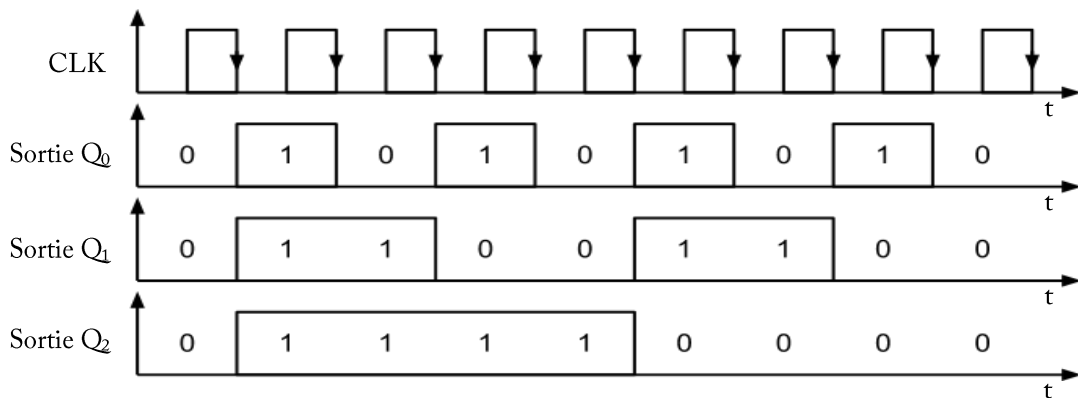 CLK
t
Sortie Q₀ 0 1 0 1 0 1 0 1 0
t
Sortie Q₁ 0 1 1 0 0 1 1 0 0
t
Sortie Q₂ 0 1 1 1 1 0 0 0 0
t